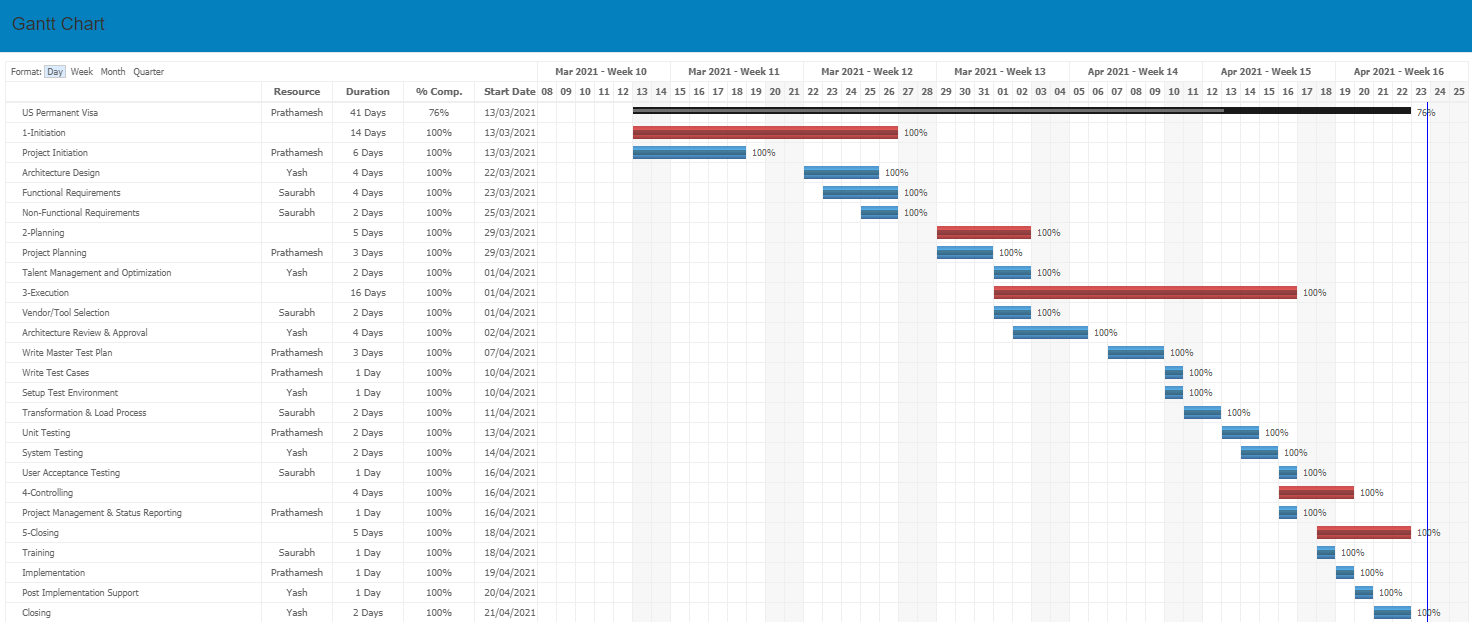 Gantt Chart
Format: Day Week Month Quarter Mar 2021 - Week 10 Mar 2021 - Week 11 Mar 2021 - Week 12 Mar 2021 - Week 13 Apr 2021 - Week 14 Apr 2021 - Week 15 Apr 2021 - Week 16
Resource Duration % Comp. Start Date 08 09 10 11 12 13 14 15 16 17 18 19 20 21 22 23 24 25 26 27 28 29 30 31 01 02 03 04 05 06 07 08 09 10 11 12 13 14 15 16 17 18 19 20 21 22 23 24 25
US Permanent Visa Prathamesh 41 Days 76% 13/03/2021 76%
1-Initiation 14 Days 100% 13/03/2021 100%
Project Initiation Prathamesh 6 Days 100% 13/03/2021 100%
Architecture Design Yash 4 Days 100% 22/03/2021 100%
Functional Requirements Saurabh 4 Days 100% 23/03/2021 100%
Non-Functional Requirements Saurabh 2 Days 100% 25/03/2021 100%
2-Planning 5 Days 100% 29/03/2021 100%
Project Planning Prathamesh 3 Days 100% 29/03/2021 100%
Talent Management and Optimization Yash 2 Days 100% 01/04/2021 100%
3-Execution 16 Days 100% 01/04/2021 100%
Vendor/Tool Selection Saurabh 2 Days 100% 01/04/2021 100%
Architecture Review & Approval Yash 4 Days 100% 02/04/2021 100%
Write Master Test Plan Prathamesh 3 Days 100% 07/04/2021 100%
Write Test Cases Prathamesh 1 Day 100% 10/04/2021 100%
Setup Test Environment Yash 1 Day 100% 10/04/2021 100%
Transformation & Load Process Saurabh 2 Days 100% 11/04/2021 100%
Unit Testing Prathamesh 2 Days 100% 13/04/2021 100%
System Testing Yash 2 Days 100% 14/04/2021 100%
User Acceptance Testing Saurabh 1 Day 100% 16/04/2021 100%
4-Controlling 4 Days 100% 16/04/2021 100%
Project Management & Status Reporting Prathamesh 1 Day 100% 16/04/2021 100%
5-Closing 5 Days 100% 18/04/2021 100%
Training Saurabh 1 Day 100% 18/04/2021 100%
Implementation Prathamesh 1 Day 100% 19/04/2021 100%
Post Implementation Support Yash 1 Day 100% 20/04/2021 100%
Closing Yash 2 Days 100% 21/04/2021 100%